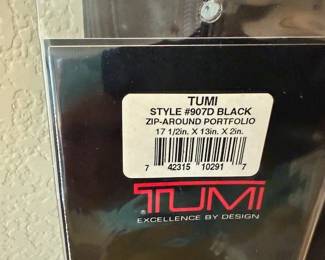 TUMI
STYLE #907D BLACK
ZIP-AROUND PORTFOLIO
17 1/2in. X 13in. X 2in.
7 42315 10291 7
TUMI
®
EXCELLENCE BY DESIGN